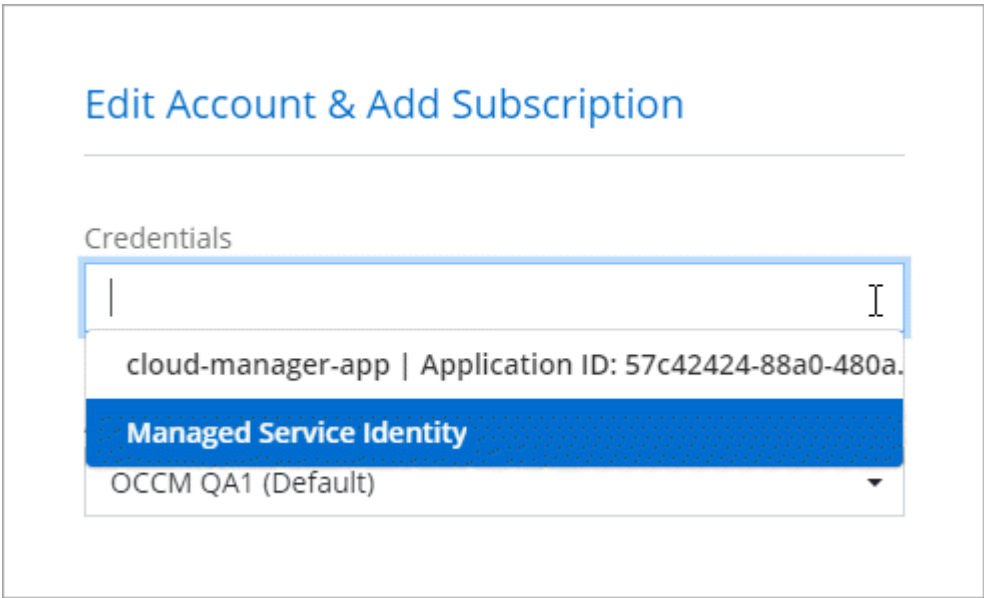 Edit Account & Add Subscription
Credentials
cloud-manager-app | Application ID: 57c42424-88a0-480a.
Managed Service Identity
OCCM QA1 (Default)